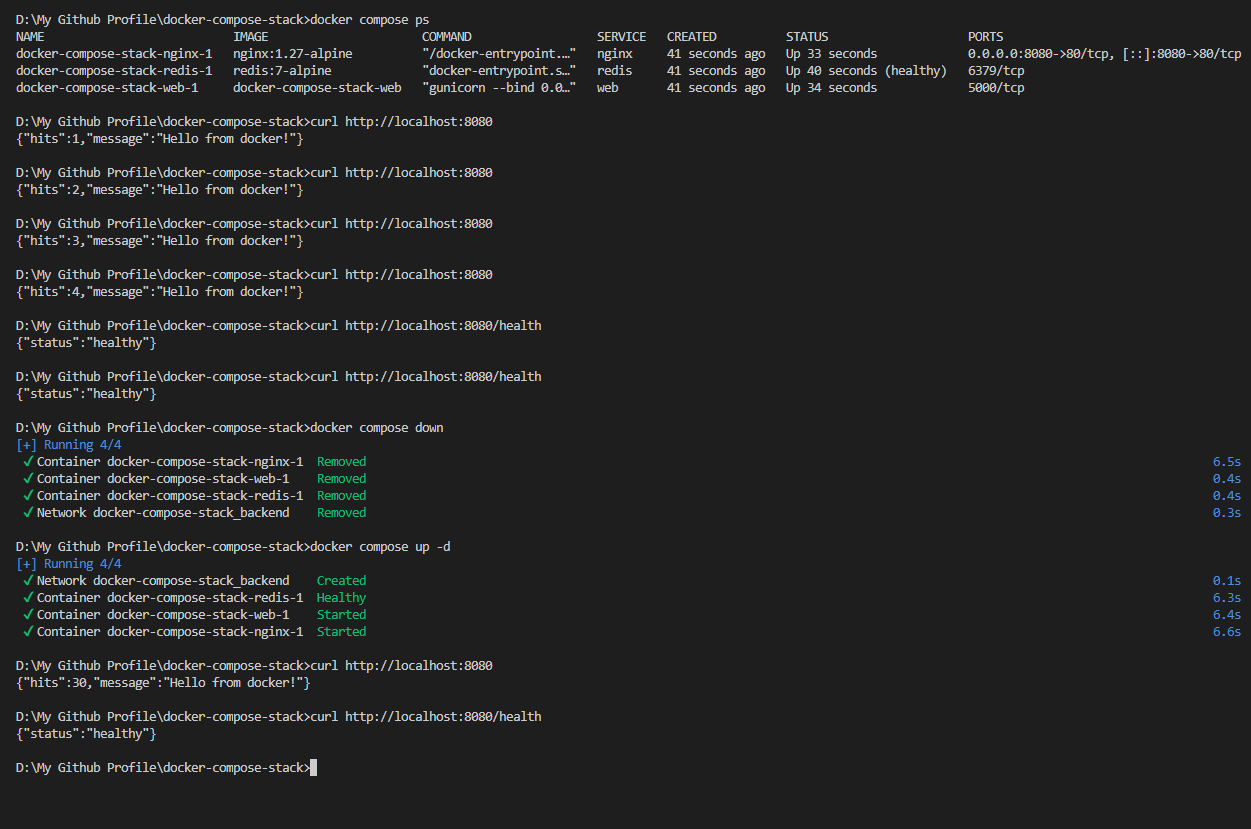 D:\My Github Profile\docker-compose-stack>docker compose ps
NAME IMAGE COMMAND SERVICE CREATED STATUS PORTS
docker-compose-stack-nginx-1 nginx:1.27-alpine "/docker-entrypoint.…" nginx 41 seconds ago Up 33 seconds 0.0.0.0:8080->80/tcp, [::]:8080->80/tcp
docker-compose-stack-redis-1 redis:7-alpine "docker-entrypoint.s…" redis 41 seconds ago Up 40 seconds (healthy) 6379/tcp
docker-compose-stack-web-1 docker-compose-stack-web "gunicorn --bind 0.0…" web 41 seconds ago Up 34 seconds 5000/tcp
D:\My Github Profile\docker-compose-stack>curl http://localhost:8080
{"hits":1,"message":"Hello from docker!"}
D:\My Github Profile\docker-compose-stack>curl http://localhost:8080
{"hits":2,"message":"Hello from docker!"}
D:\My Github Profile\docker-compose-stack>curl http://localhost:8080
{"hits":3,"message":"Hello from docker!"}
D:\My Github Profile\docker-compose-stack>curl http://localhost:8080
{"hits":4,"message":"Hello from docker!"}
D:\My Github Profile\docker-compose-stack>curl http://localhost:8080/health
{"status":"healthy"}
D:\My Github Profile\docker-compose-stack>curl http://localhost:8080/health
{"status":"healthy"}
D:\My Github Profile\docker-compose-stack>docker compose down
[+] Running 4/4
✓ Container docker-compose-stack-nginx-1 Removed 6.5s
✓ Container docker-compose-stack-web-1 Removed 0.4s
✓ Container docker-compose-stack-redis-1 Removed 0.4s
✓ Network docker-compose-stack_backend Removed 0.3s
D:\My Github Profile\docker-compose-stack>docker compose up -d
[+] Running 4/4
✓ Network docker-compose-stack_backend Created 0.1s
✓ Container docker-compose-stack-redis-1 Healthy 6.3s
✓ Container docker-compose-stack-web-1 Started 6.4s
✓ Container docker-compose-stack-nginx-1 Started 6.6s
D:\My Github Profile\docker-compose-stack>curl http://localhost:8080
{"hits":30,"message":"Hello from docker!"}
D:\My Github Profile\docker-compose-stack>curl http://localhost:8080/health
{"status":"healthy"}
D:\My Github Profile\docker-compose-stack>